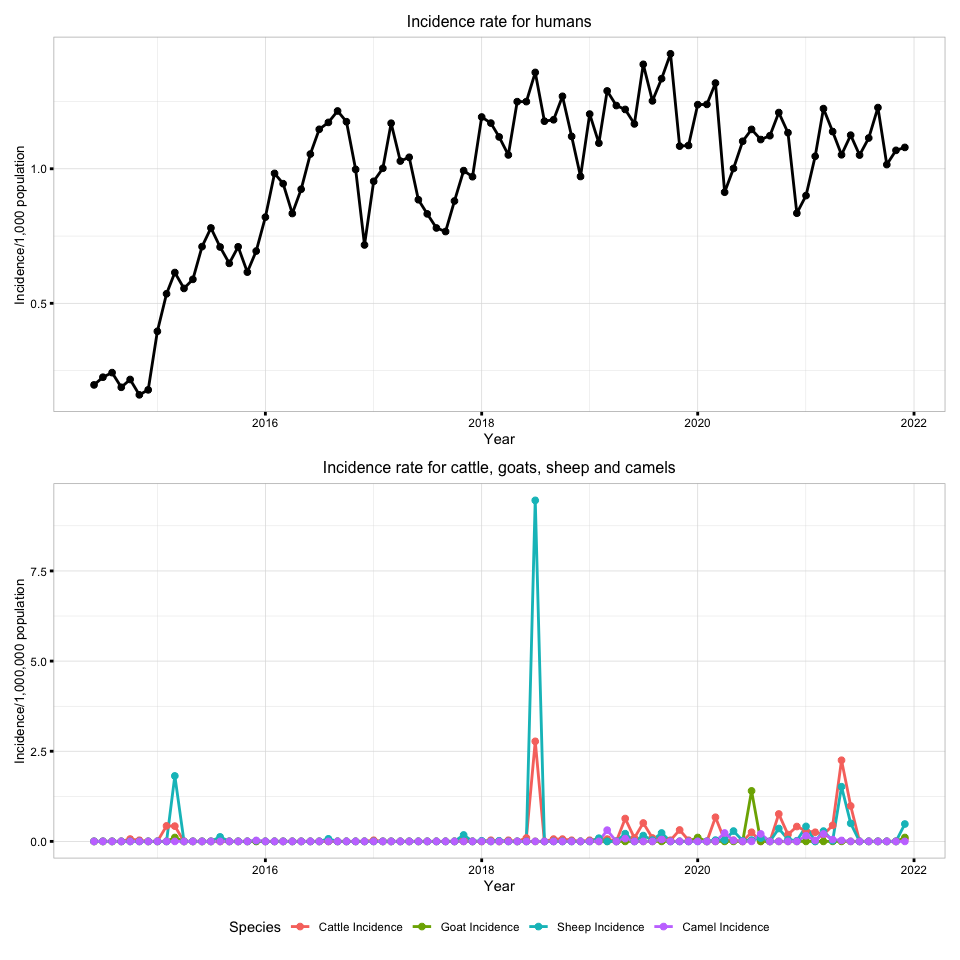 Incidence rate for humans
Incidence/1,000 population
1.0
0.5
2016 2018 2020 2022
Year
Incidence rate for cattle, goats, sheep and camels
Incidence/1,000,000 population
7.5
5.0
2.5
0.0
2016 2018 2020 2022
Year
Species Cattle Incidence Goat Incidence Sheep Incidence Camel Incidence